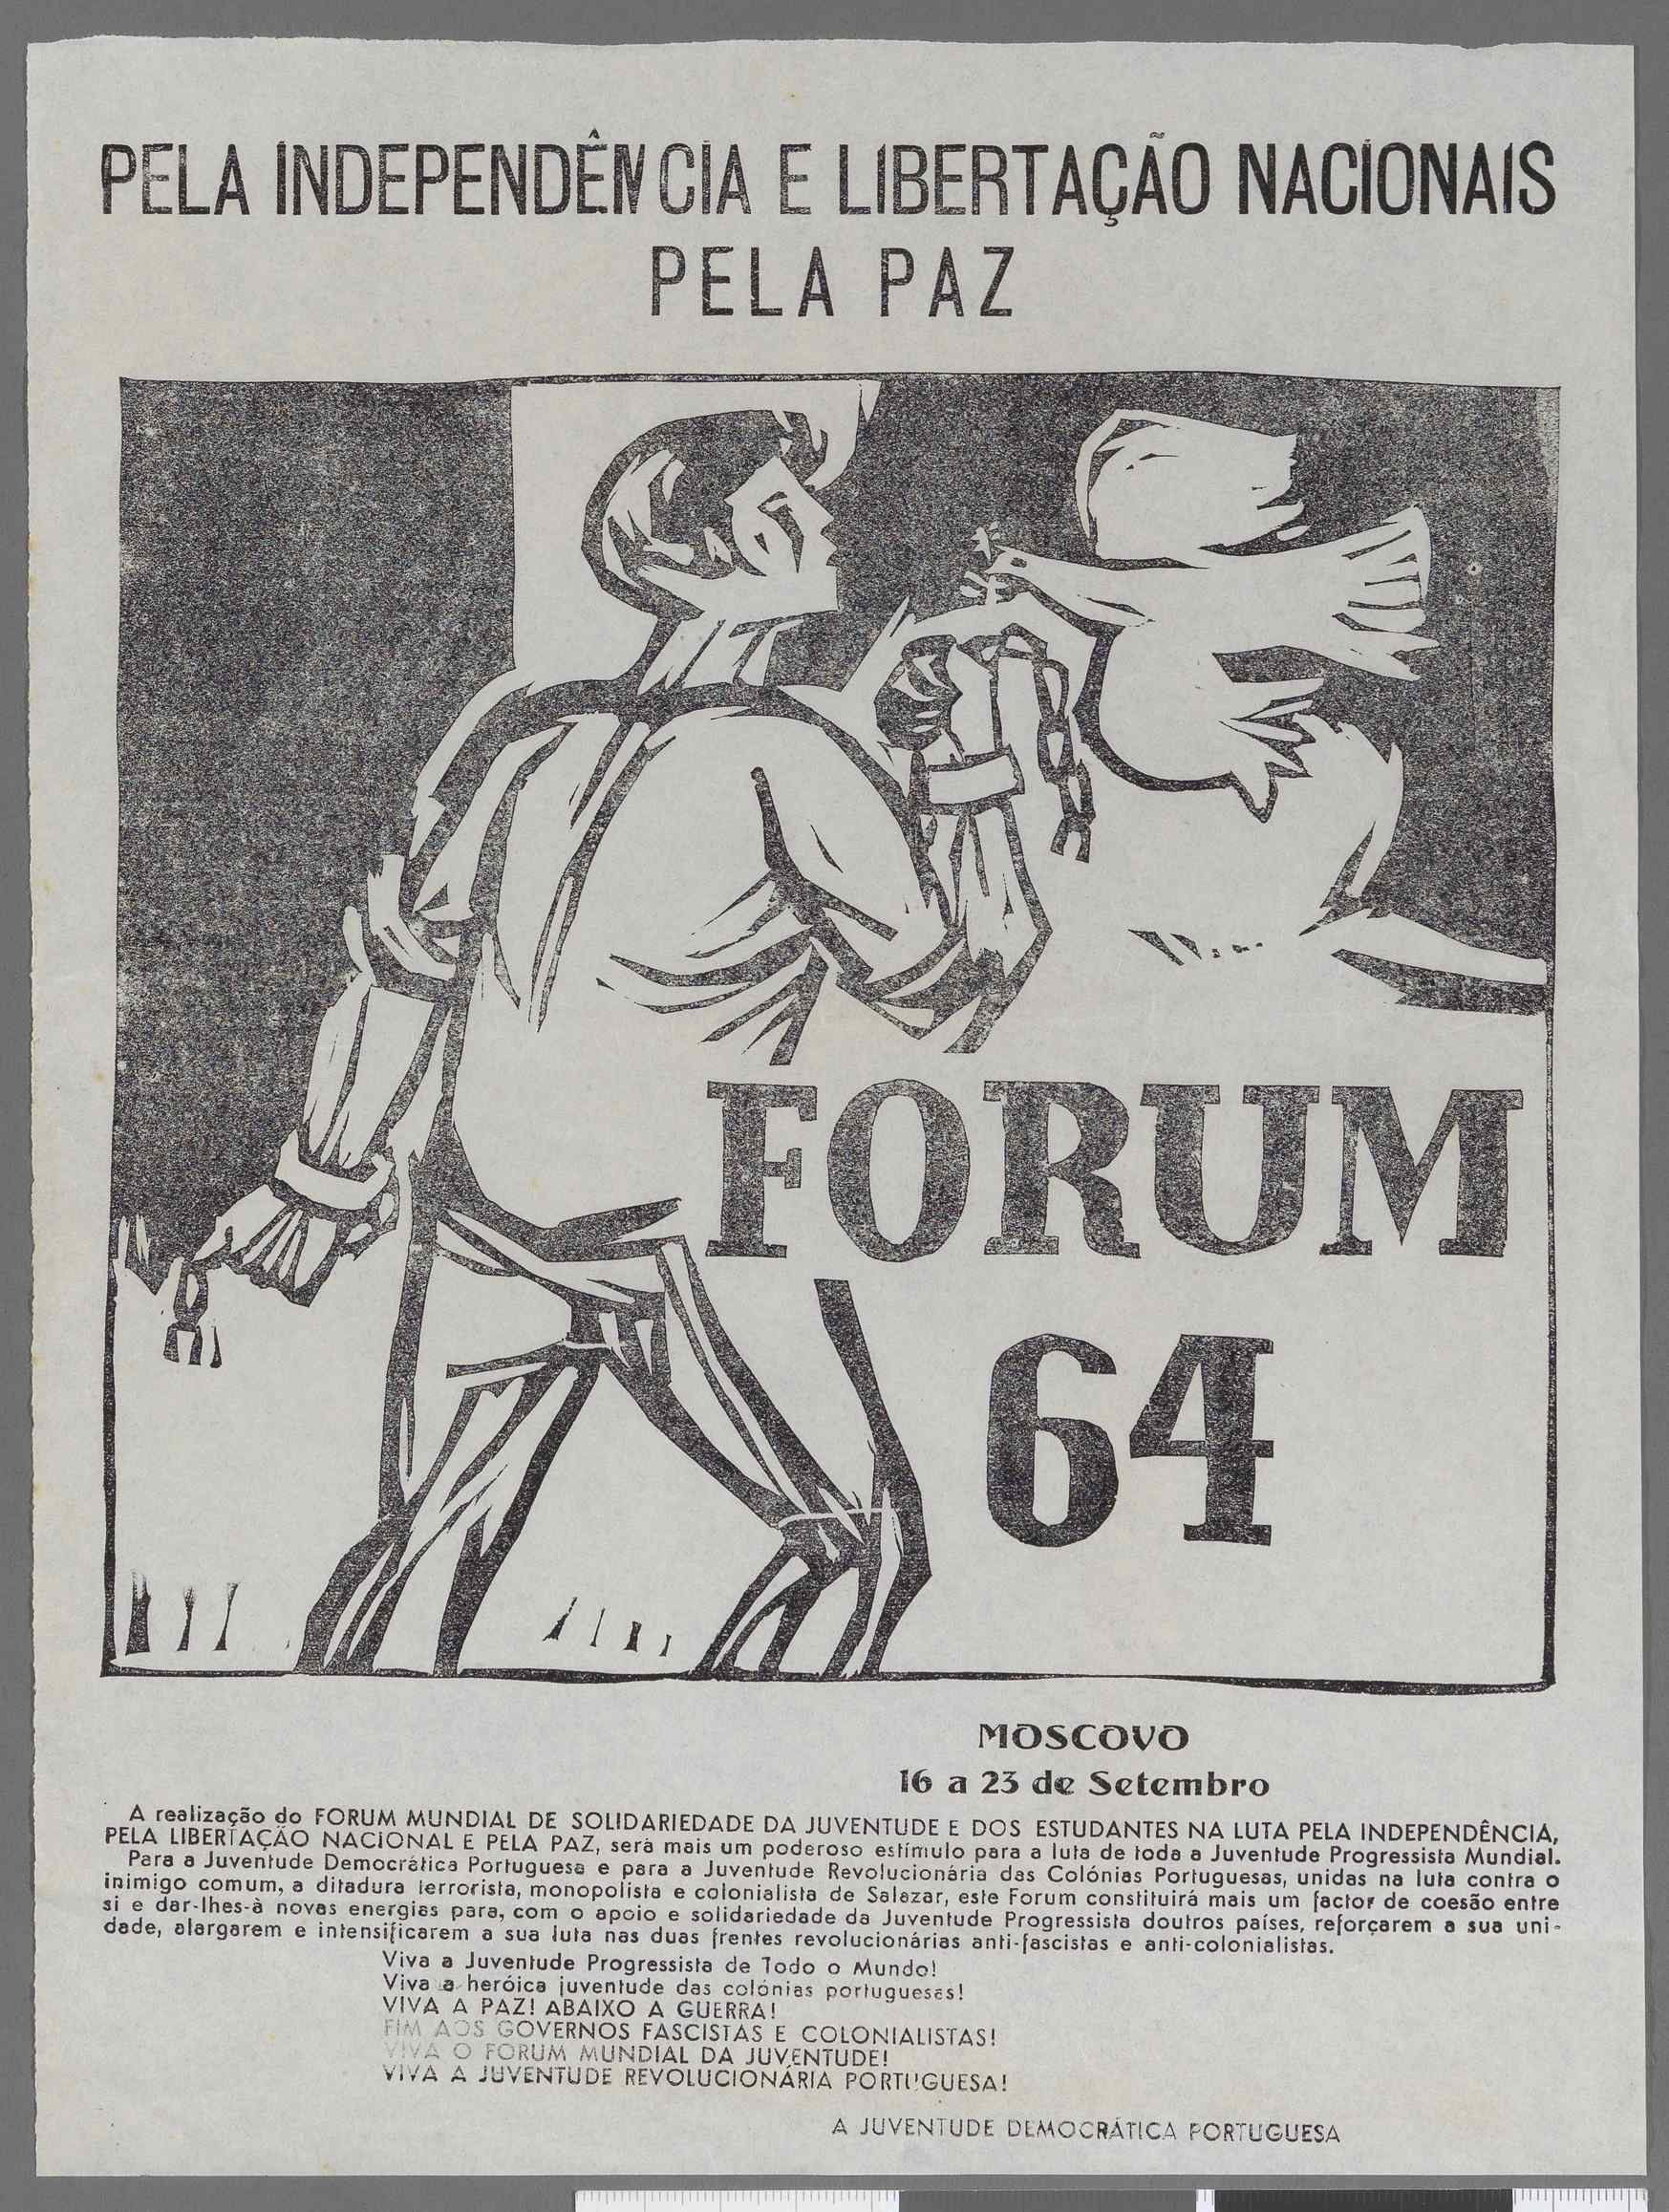 PELA INDEPENDÊNCIA E LIBERTAÇÃO NACIONAIS
PELA PAZ
FORUM
64
MOSCOVO
16 a 23 de Setembro
A realização do FORUM MUNDIAL DE SOLIDARIEDADE DA JUVENTUDE E DOS ESTUDANTES NA LUTA PELA INDEPENDÊNCIA,
PELA LIBERTAÇÃO NACIONAL E PELA PAZ, será mais um poderoso estímulo para a luta de toda a Juventude Progressista Mundial.
Para a Juventude Democrática Portuguesa e para a Juventude Revolucionária das Colónias Portuguesas, unidas na luta contra o
inimigo comum, a ditadura terrorista, monopolista e colonialista de Salazar, este Forum constituirá mais um factor de coesão entre
si e dar-lhes-à novas energias para, com o apoio e solidariedade da Juventude Progressista doutros países, reforçarem a sua uni-
dade, alargarem e intensificarem a sua luta nas duas frentes revolucionárias anti-fascistas e anti-colonialistas.
Viva a Juventude Progressista de Todo o Mundo!
Viva a heróica juventude das colónias portuguesas!
VIVA A PAZ! ABAIXO A GUERRA!
FIM AOS GOVERNOS FASCISTAS E COLONIALISTAS!
VIVA O FORUM MUNDIAL DA JUVENTUDE!
VIVA A JUVENTUDE REVOLUCIONÁRIA PORTUGUESA!
A JUVENTUDE DEMOCRÁTICA PORTUGUESA